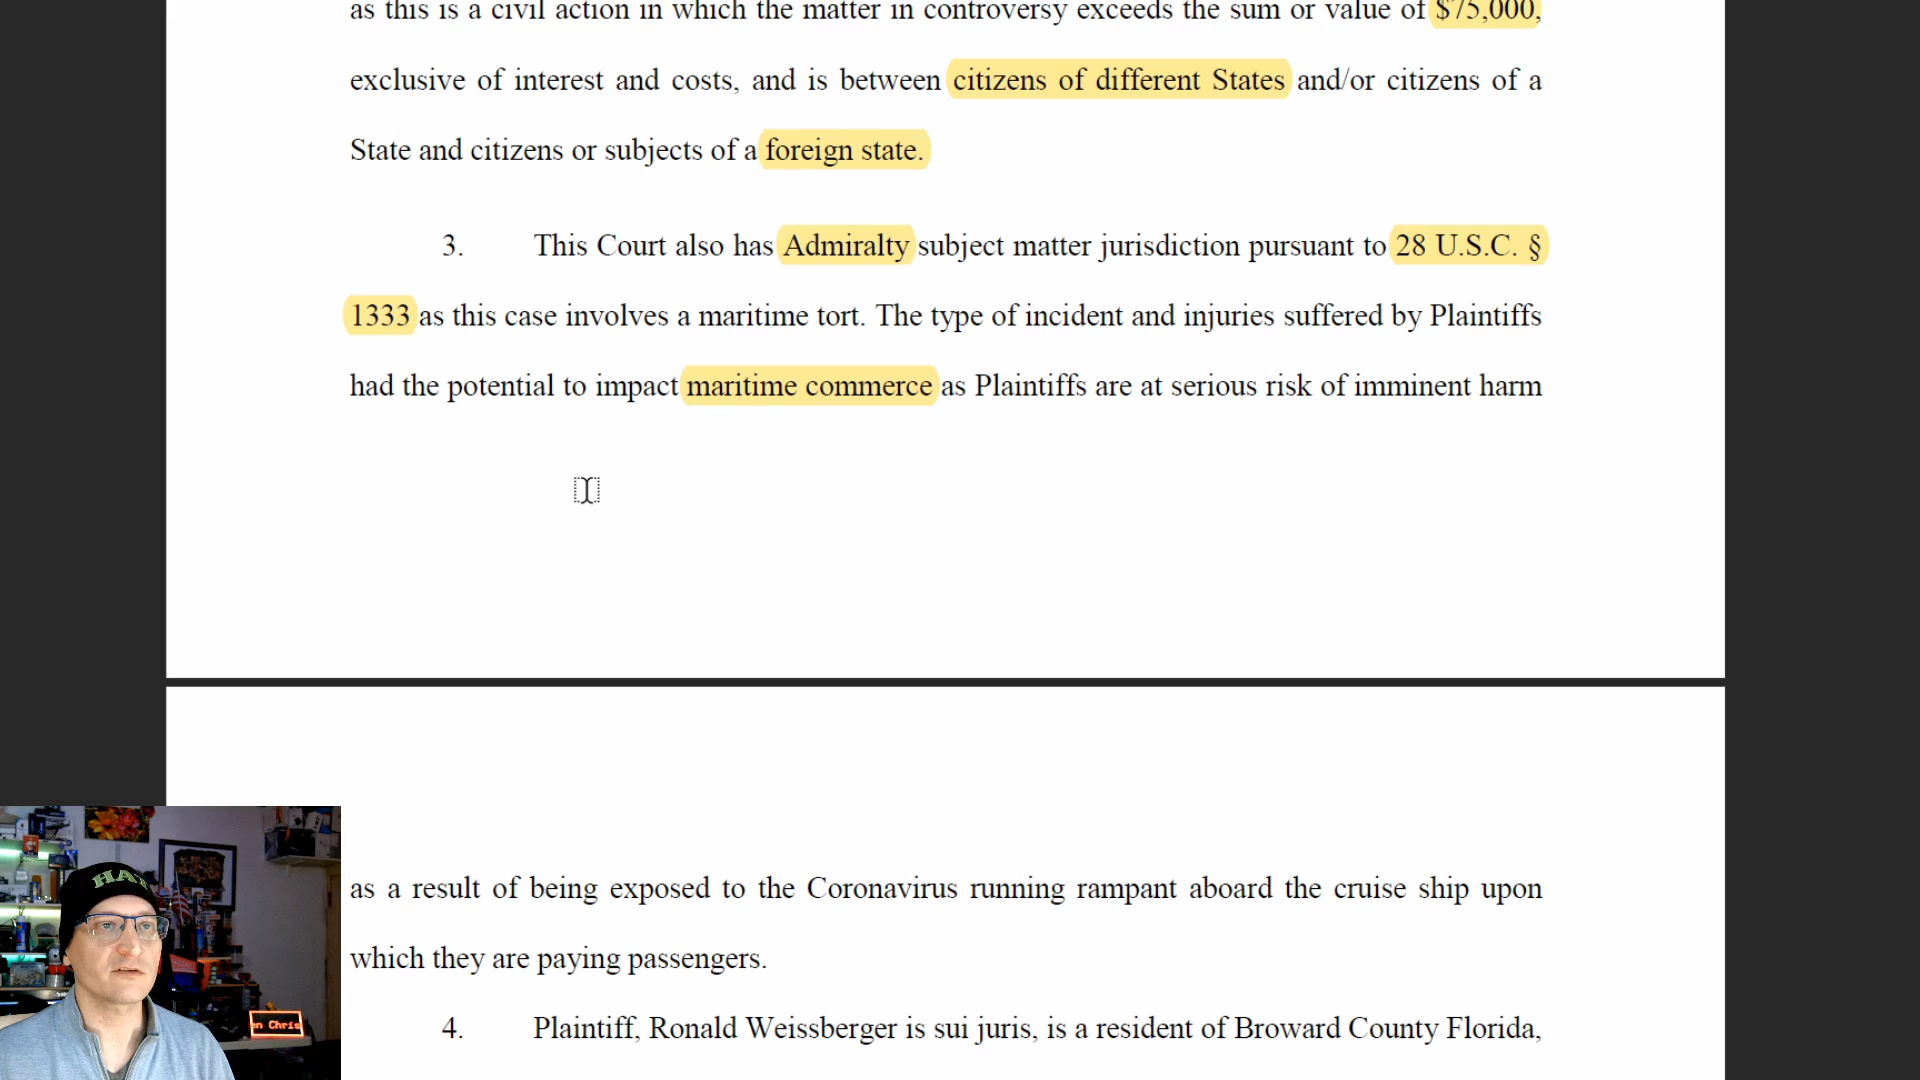 as this is a civil action in which the matter in controversy exceeds the sum or value of $75,000,
exclusive of interest and costs, and is between citizens of different States and/or citizens of a
State and citizens or subjects of a foreign state.
3. This Court also has Admiralty subject matter jurisdiction pursuant to 28 U.S.C. §
1333 as this case involves a maritime tort. The type of incident and injuries suffered by Plaintiffs
had the potential to impact maritime commerce as Plaintiffs are at serious risk of imminent harm
as a result of being exposed to the Coronavirus running rampant aboard the cruise ship upon
which they are paying passengers.
4. Plaintiff, Ronald Weissberger is sui juris, is a resident of Broward County Florida,
HAT
en Chris